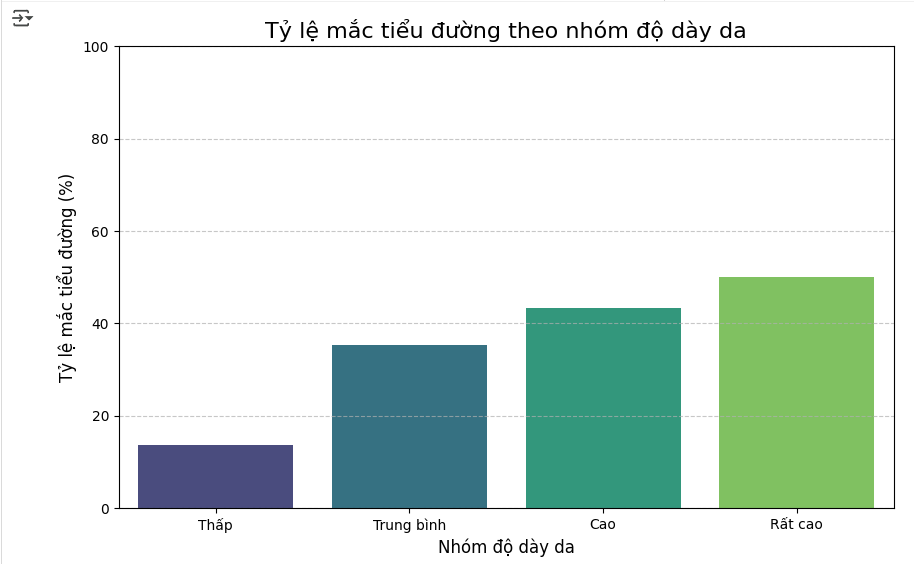 Tỷ lệ mắc tiểu đường theo nhóm độ dày da
Tỷ lệ mắc tiểu đường (%)
100
80
60
40
20
0
Thấp
Trung bình
Cao
Rất cao
Nhóm độ dày da